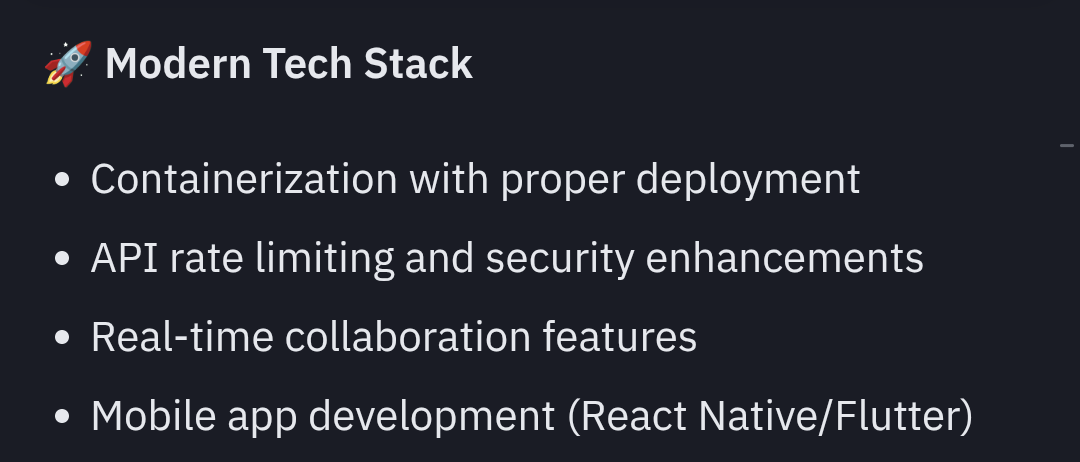 🚀 Modern Tech Stack
• Containerization with proper deployment
• API rate limiting and security enhancements
• Real-time collaboration features
• Mobile app development (React Native/Flutter)